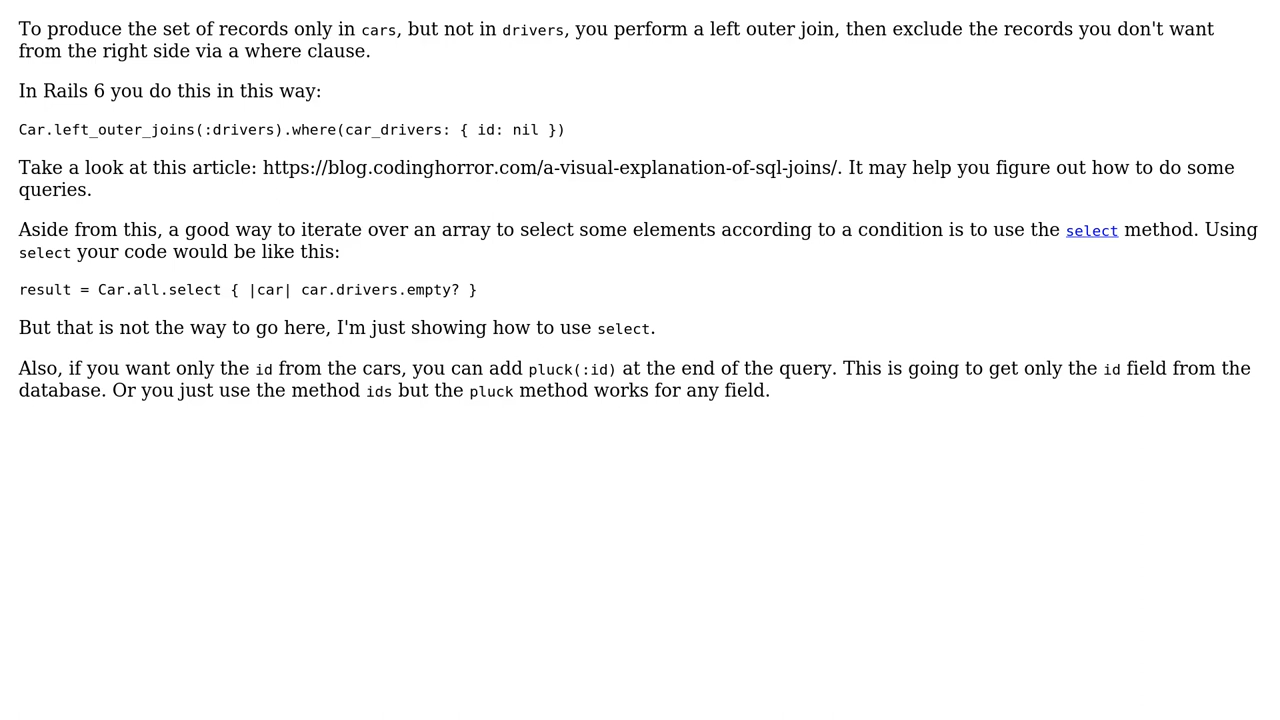 To produce the set of records only in cars, but not in drivers, you perform a left outer join, then exclude the records you don't want
from the right side via a where clause.
In Rails 6 you do this in this way:
Car.left_outer_joins(:drivers).where(car_drivers: { id: nil })
Take a look at this article: https://blog.codinghorror.com/a-visual-explanation-of-sql-joins/. It may help you figure out how to do some
queries.
Aside from this, a good way to iterate over an array to select some elements according to a condition is to use the select method. Using
select your code would be like this:
result = Car.all.select { |car| car.drivers.empty? }
But that is not the way to go here, I'm just showing how to use select.
Also, if you want only the id from the cars, you can add pluck(:id) at the end of the query. This is going to get only the id field from the
database. Or you just use the method ids but the pluck method works for any field.